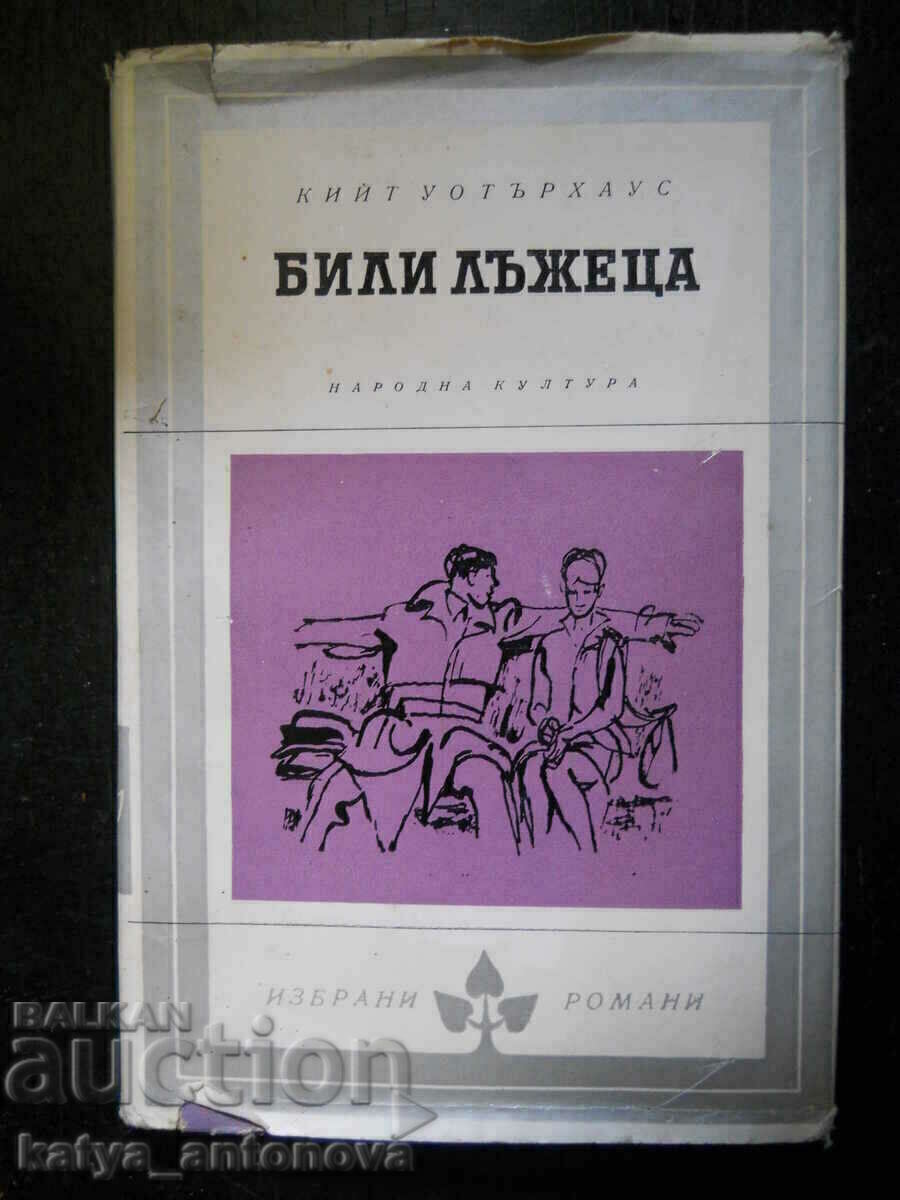 КИЙТ УОТЪРХАУС
БИЛИ ЛЪЖЕЦА
НАРОДНА КУЛТУРА
ИЗБРАНИ РОМАНИ
BALKAN
auction
katya_antonova